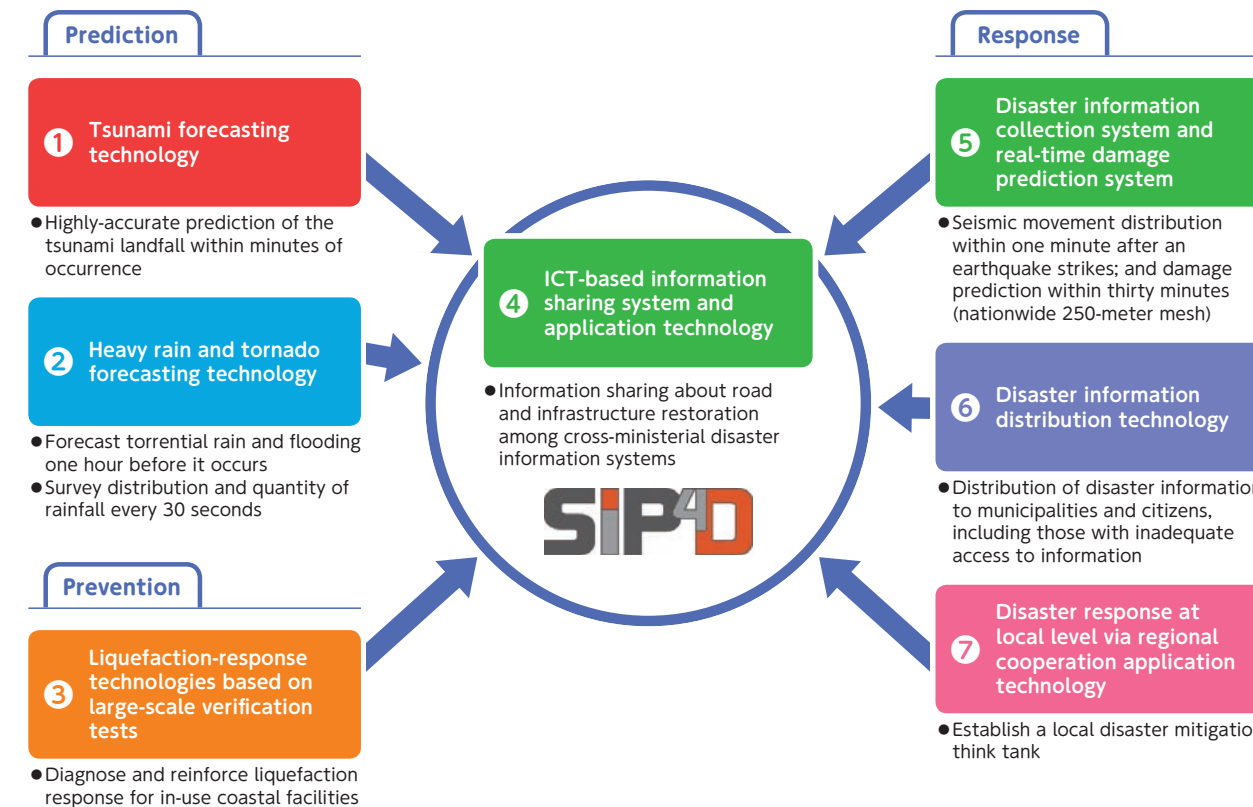 Prediction
1
Tsunami forecasting
technology
●Highly-accurate prediction of the
tsunami landfall within minutes of
occurrence
2
Heavy rain and tornado
forecasting technology
●Forecast torrential rain and flooding
one hour before it occurs
●Survey distribution and quantity of
rainfall every 30 seconds
Prevention
3
Liquefaction-response
technologies based on
large-scale verification
tests
●Diagnose and reinforce liquefaction
response for in-use coastal facilities
4
ICT-based information
sharing system and
application technology
●Information sharing about road
and infrastructure restoration
among cross-ministerial disaster
information systems
SiP4D
Response
5
Disaster information
collection system and
real-time damage
prediction system
●Seismic movement distribution
within one minute after an
earthquake strikes; and damage
prediction within thirty minutes
(nationwide 250-meter mesh)
6
Disaster information
distribution technology
●Distribution of disaster information
to municipalities and citizens,
including those with inadequate
access to information
7
Disaster response at
local level via regional
cooperation application
technology
●Establish a local disaster mitigatio
think tank